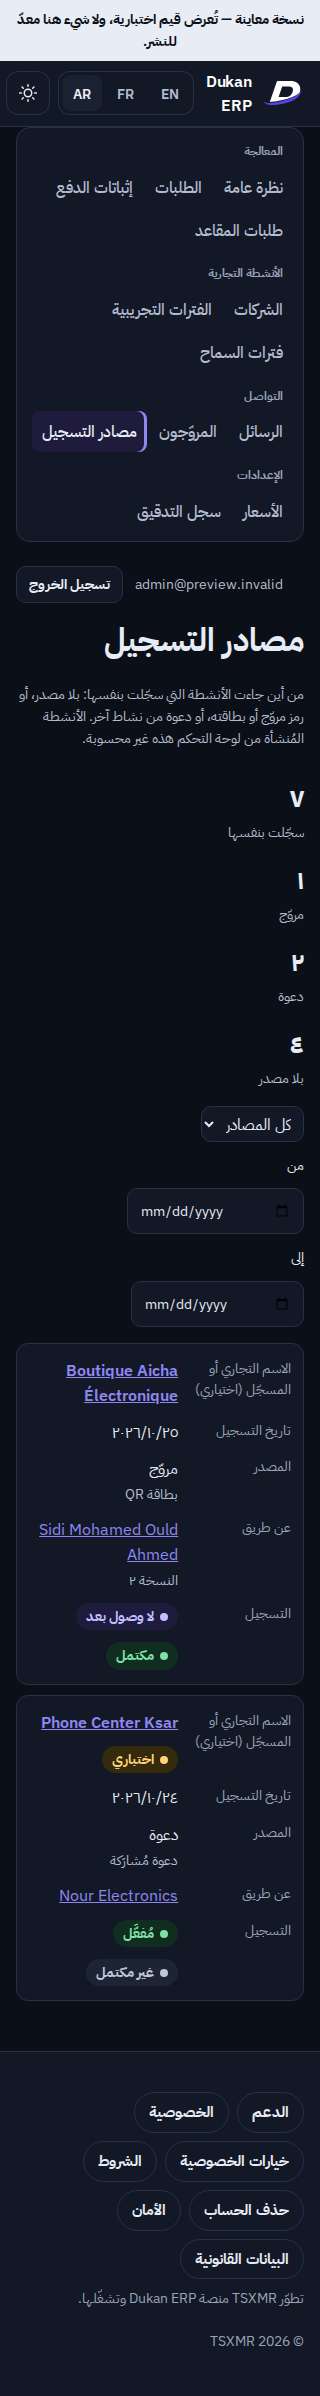 نسخة معاينة — تُعرض قيم اختبارية، ولا شيء هنا معدّ
للنشر.
Dukan
ERP
EN FR AR
المعالجة
نظرة عامة الطلبات إثباتات الدفع
طلبات المقاعد
الأنشطة التجارية
الشركات الفترات التجريبية
فترات السماح
التواصل
الرسائل المروّجون مصادر التسجيل
الإعدادات
الأسعار سجل التدقيق
admin@preview.invalid تسجيل الخروج
مصادر التسجيل
من أين جاءت الأنشطة التي سجّلت بنفسها: بلا مصدر، أو
رمز مروّج أو بطاقته، أو دعوة من نشاط آخر. الأنشطة
المُنشأة من لوحة التحكم هذه غير محسوبة.
٧
سجّلت بنفسها
١
مروّج
٢
دعوة
٤
بلا مصدر
كل المصادر
من
mm/dd/yyyy
إلى
mm/dd/yyyy
الاسم التجاري أو
المسجّل (اختياري)
Boutique Aicha
Électronique
تاريخ التسجيل ٢٠٢٦/١٠/٢٥
المصدر مروّج
بطاقة QR
عن طريق Sidi Mohamed Ould
Ahmed
النسخة ٢
التسجيل لا وصول بعد
مكتمل
الاسم التجاري أو
المسجّل (اختياري)
Phone Center Ksar
اختباري
تاريخ التسجيل ٢٠٢٦/١٠/٢٤
المصدر دعوة
دعوة مُشارَكة
عن طريق Nour Electronics
التسجيل مُفعَّل
غير مكتمل
الدعم الخصوصية
خيارات الخصوصية الشروط
حذف الحساب الأمان
البيانات القانونية
تطوّر TSXMR منصة Dukan ERP وتشغّلها.
© 2026 TSXMR